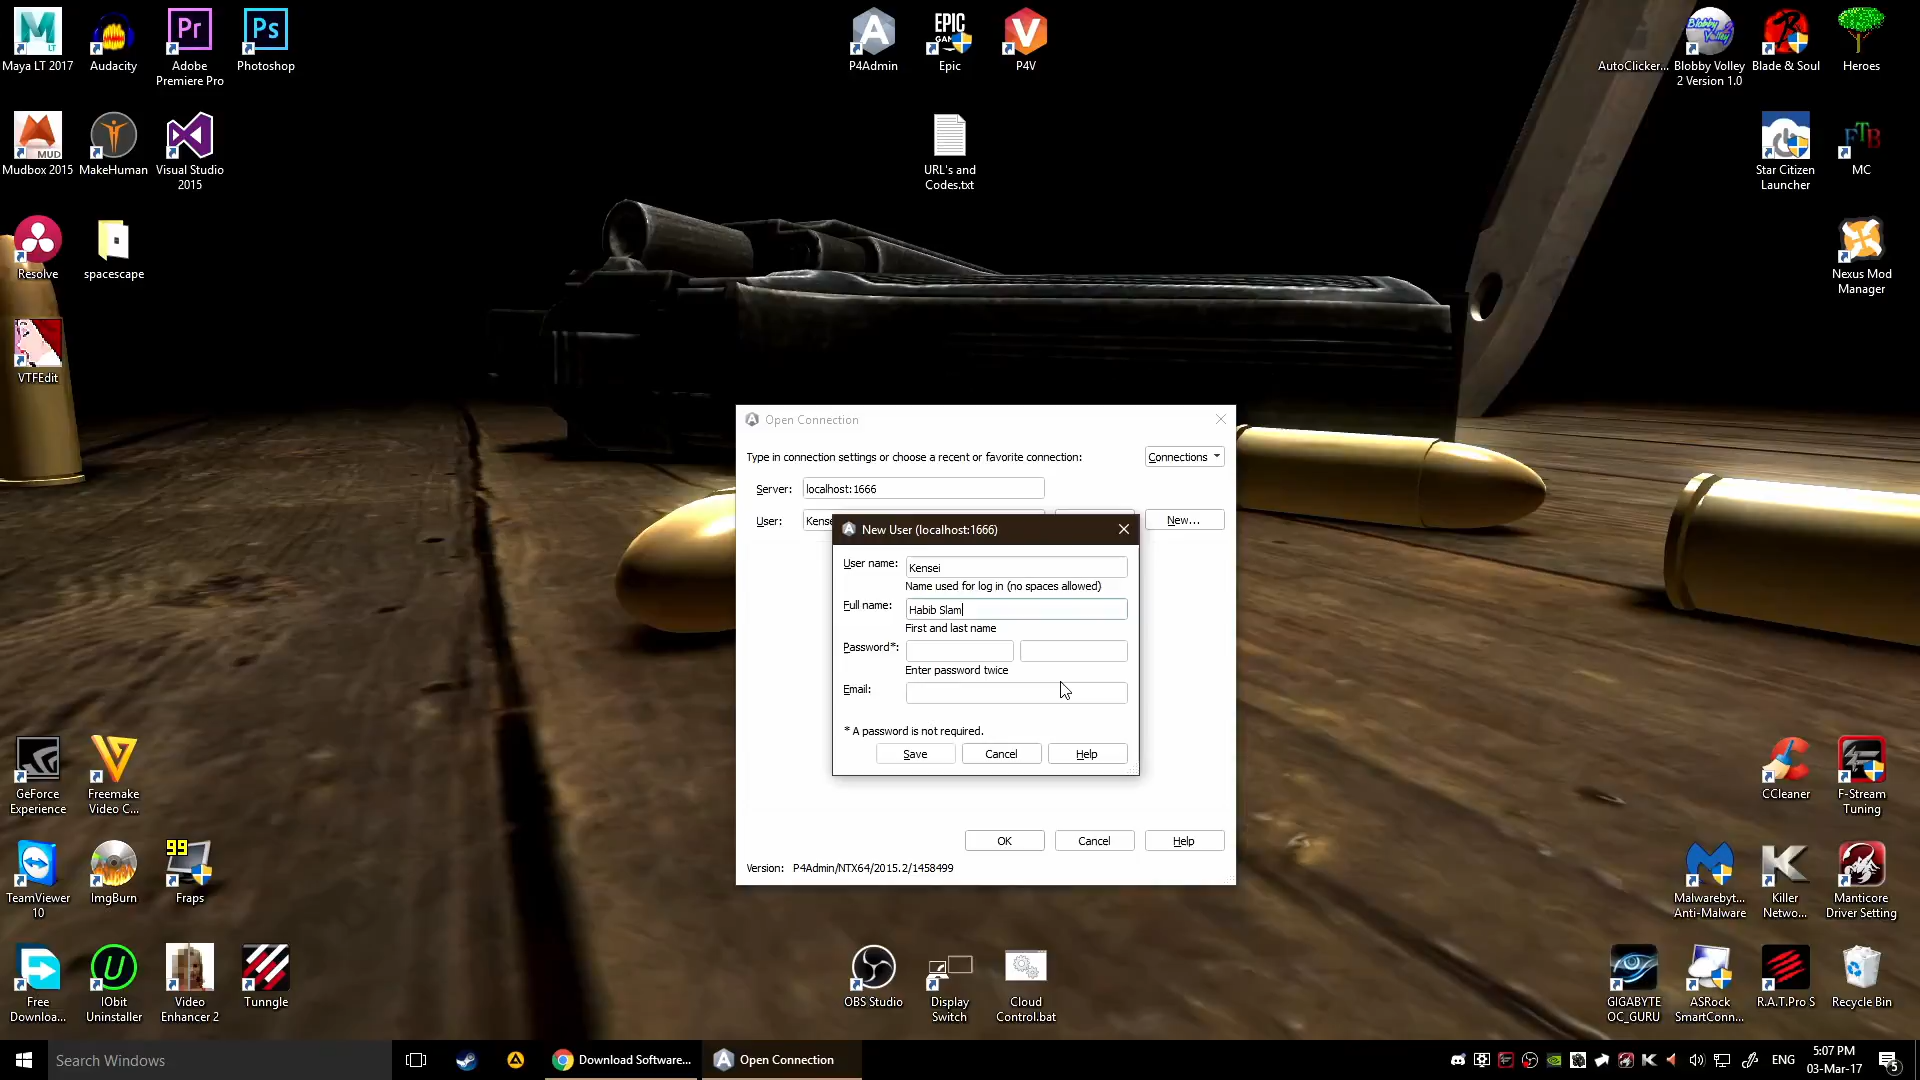 Maya LT 2017
Audacity
Adobe
Premiere Pro
Photoshop
P4Admin
Epic
P4V
AutoClicker...
Blobby Volley
2 Version 1.0
Blade & Soul
Heroes
Mudbox 2015
MakeHuman
Visual Studio
2015
URL's and
Codes.txt
Star Citizen
Launcher
MC
Resolve
spacescape
Nexus Mod
Manager
VTFEdit
Open Connection
Type in connection settings or choose a recent or favorite connection:
Connections
Server: localhost:1666
User: Kense
New...
New User (localhost:1666)
User name: Kensei
Name used for log in (no spaces allowed)
Full name: Habib Slam
First and last name
Password*:
Enter password twice
Email:
* A password is not required.
Save Cancel Help
OK Cancel Help
Version: P4Admin/NTX64/2015.2/1458499
GeForce
Experience
Freemake
Video C...
CCleaner
F-Stream
Tuning
TeamViewer
10
ImgBurn
99
Fraps
Malwarebyt...
Anti-Malware
Killer
Netwo...
Manticore
Driver Setting
Free
Downloa...
IObit
Uninstaller
Video
Enhancer 2
Tunngle
OBS Studio
Display
Switch
Cloud
Control.bat
GIGABYTE
OC_GURU
ASRock
SmartConn...
R.A.T.Pro S
Recycle Bin
Search Windows
Download Software...
Open Connection
ENG
5:07 PM
03-Mar-17
5